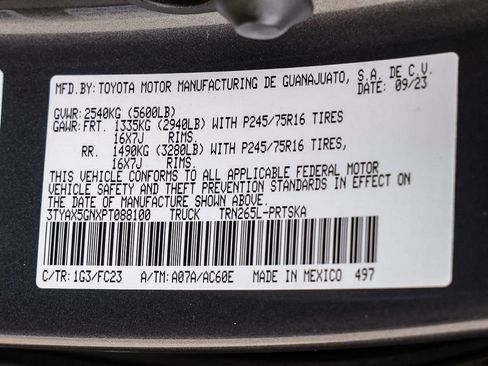 MFD.BY:TOYOTA MOTOR MANUFACTURING DE GUANAJUATO, S.A. DE C.V.
DATE: 09/23
GVWR:2540KG (5600LB)
GAWR:FRT. 1335KG (2940LB) WITH P245/75R16 TIRES
16X7J RIMS.
RR. 1490KG (3280LB) WITH P245/75R16 TIRES,
16X7J RIMS.
THIS VEHICLE CONFORMS TO ALL APPLICABLE FEDERAL MOTOR
VEHICLE SAFETY AND THEFT PREVENTION STANDARDS IN EFFECT ON
THE DATE OF MANUFACTURE SHOWN ABOVE.
3TYAX5GNXPT088100 TRUCK TRN265L-PRTSKA
C/TR:1G3/FC23 A/TM:A07A/AC60E MADE IN MEXICO 497